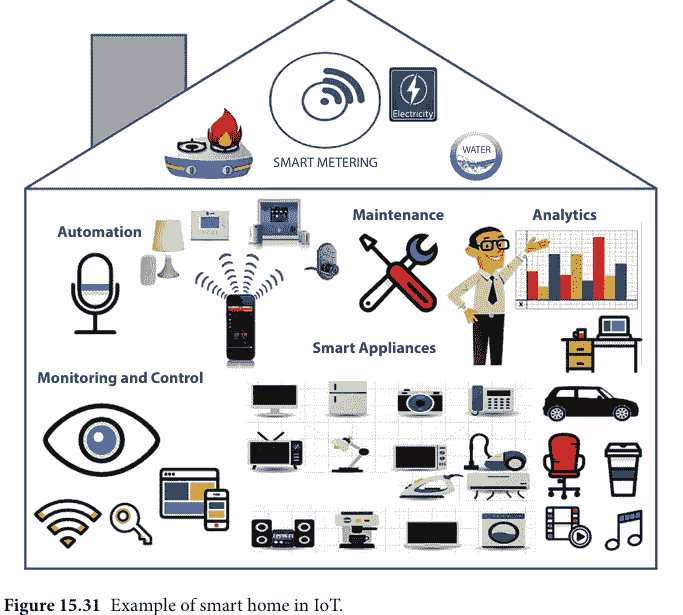 Electricity
WATER
SMART METERING
Automation
Maintenance
Analytics
Smart Appliances
Monitoring and Control
Figure 15.31 Example of smart home in IoT.